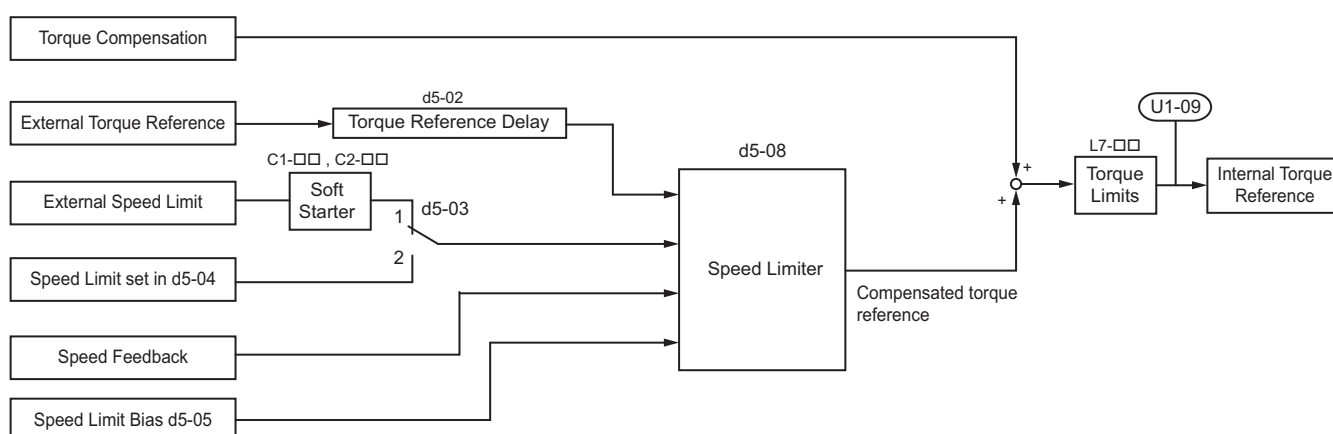 Torque Compensation
External Torque Reference
d5-02
Torque Reference Delay
C1-□□ , C2-□□
External Speed Limit
Soft
Starter
1
d5-03
2
Speed Limit set in d5-04
Speed Feedback
Speed Limit Bias d5-05
d5-08
Speed Limiter
Compensated torque
reference
+
+
L7-□□
Torque
Limits
U1-09
Internal Torque
Reference